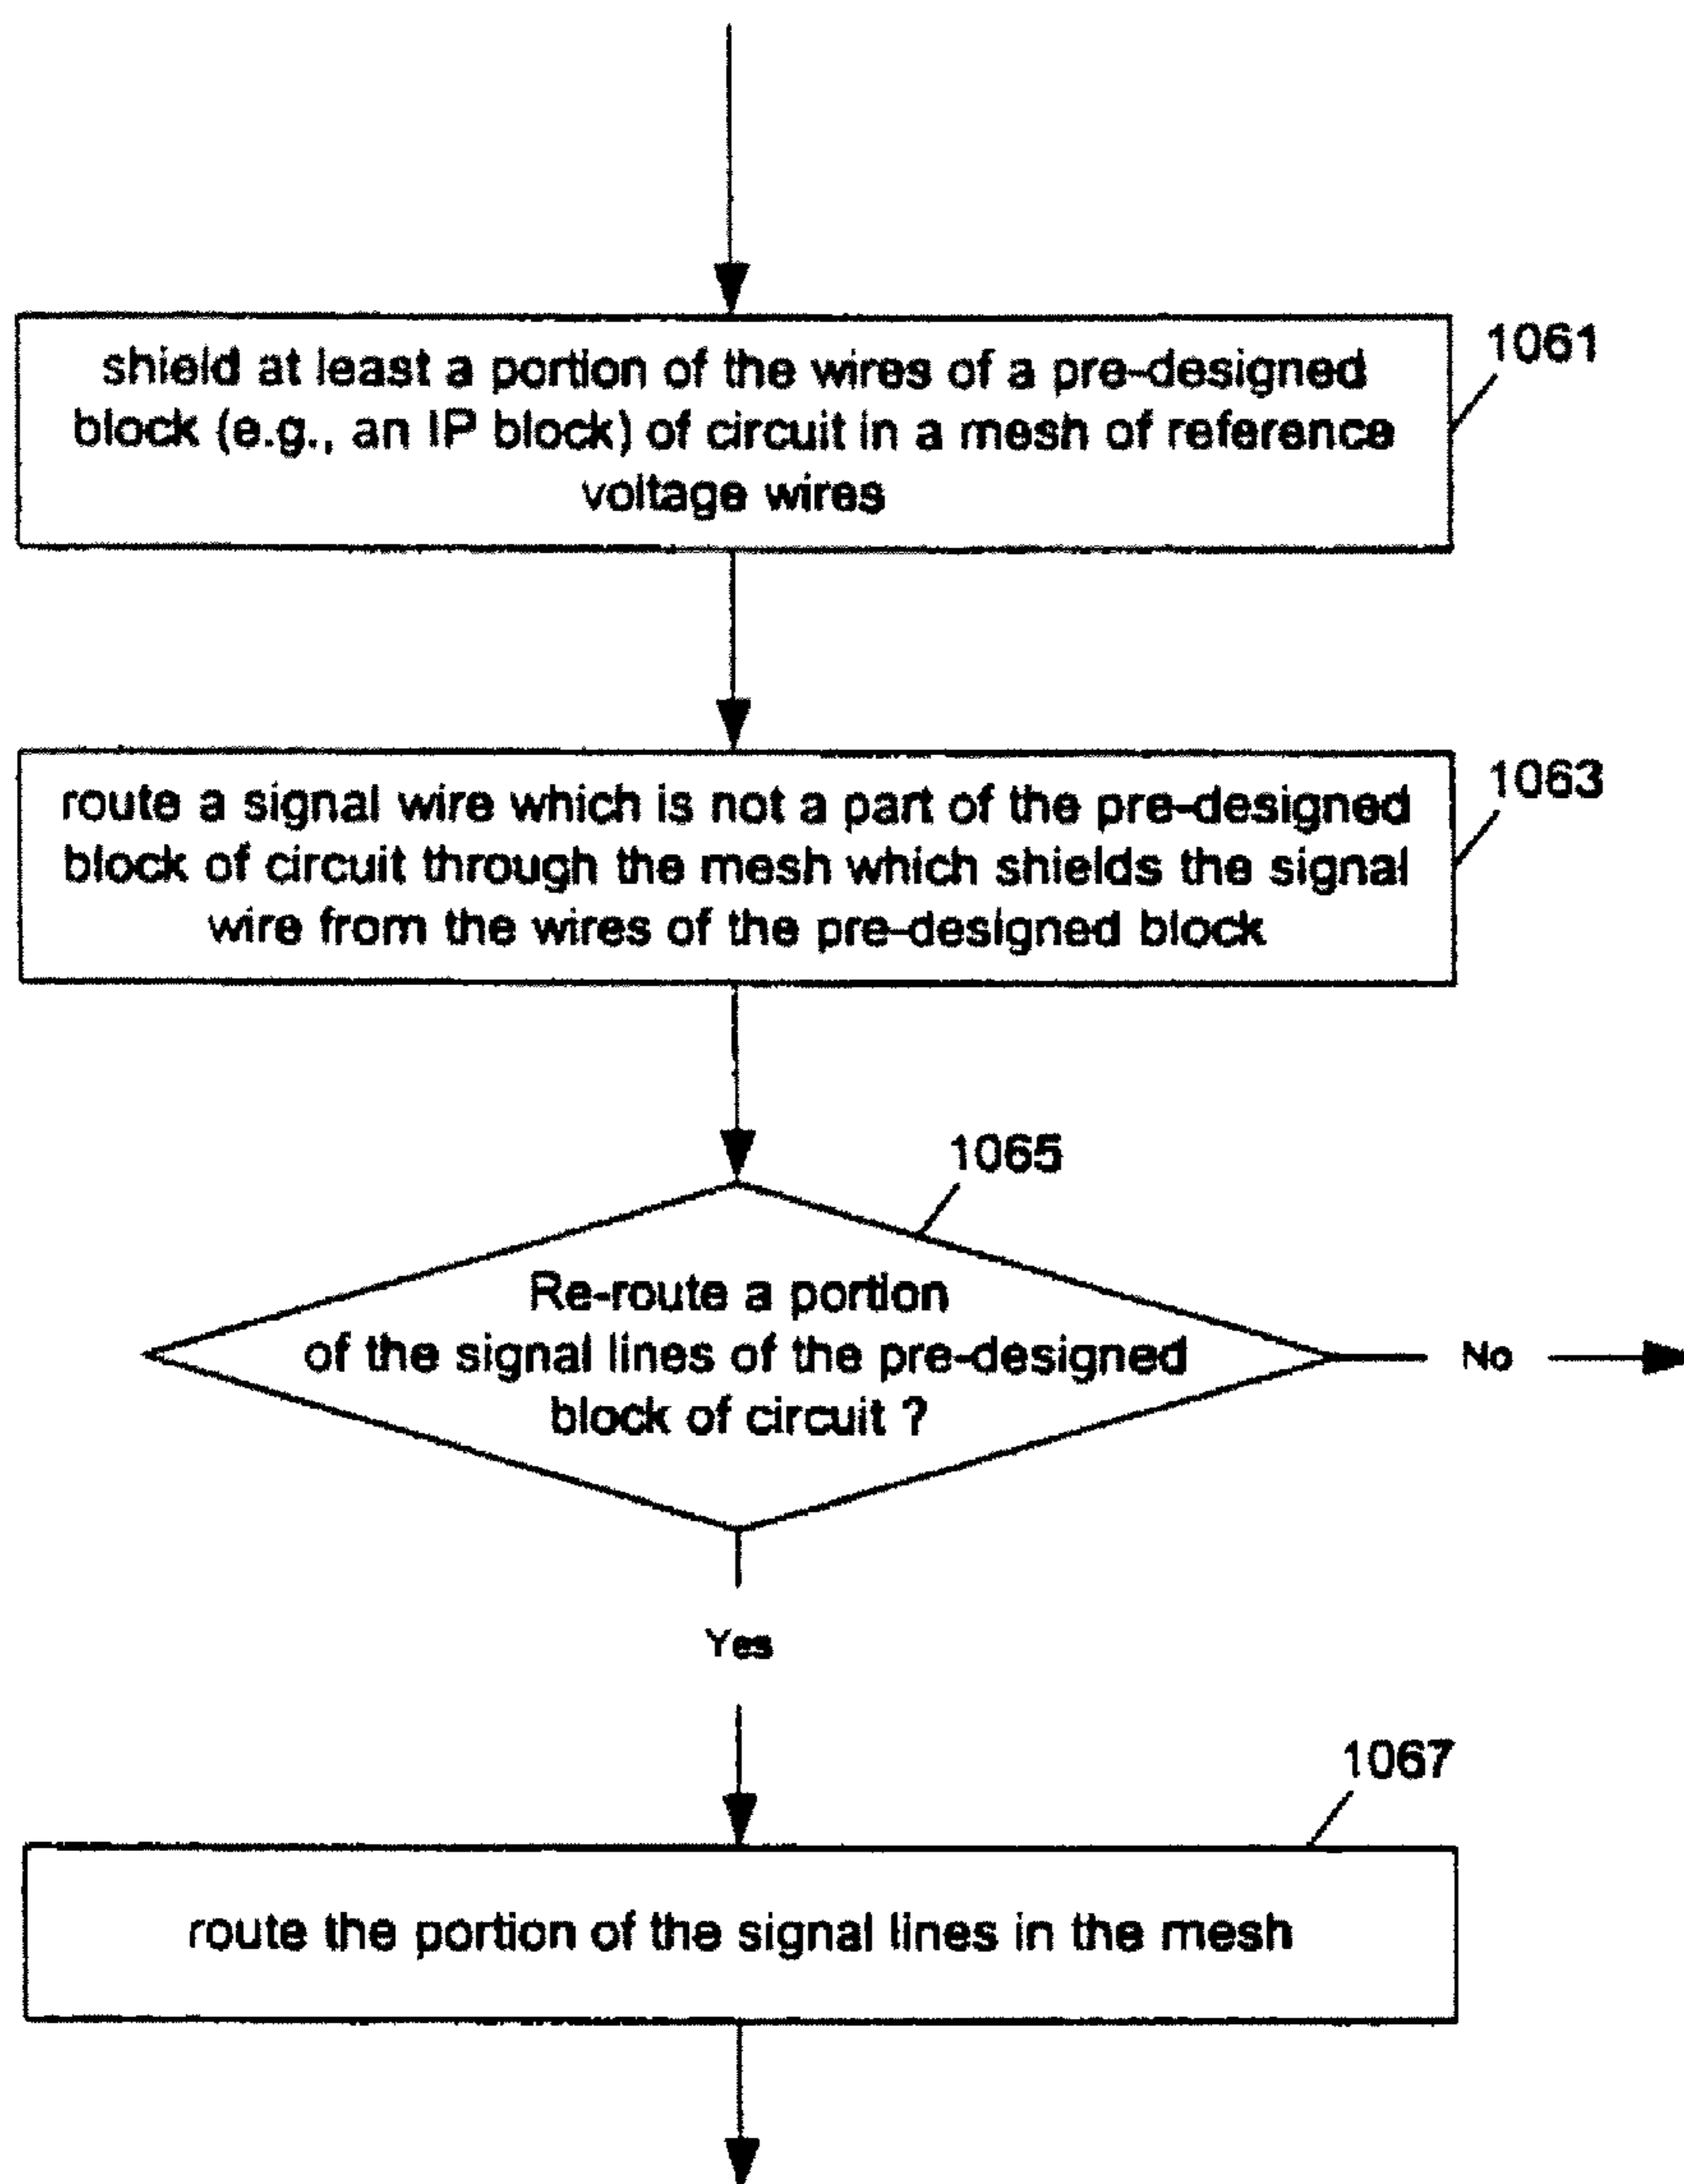 shield at least a portion of the wires of a pre-designed
block (e.g., an IP block) of circuit in a mesh of reference
voltage wires
1061
route a signal wire which is not a part of the pre-designed
block of circuit through the mesh which shields the signal
wire from the wires of the pre-designed block
1063
1065
Re-route a portion
of the signal lines of the pre-designed
block of circuit ?
No
Yes
1067
route the portion of the signal lines in the mesh